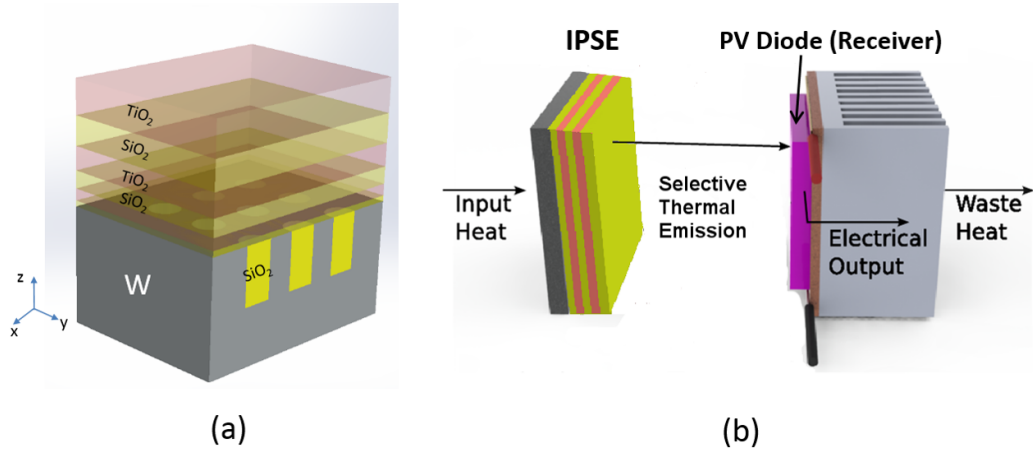 TiO₂
SiO₂
TiO₂
SiO₂
SiO₂
W
z
x
y
(a)
IPSE
PV Diode (Receiver)
Input
Heat
Selective
Thermal
Emission
Electrical
Output
Waste
Heat
(b)